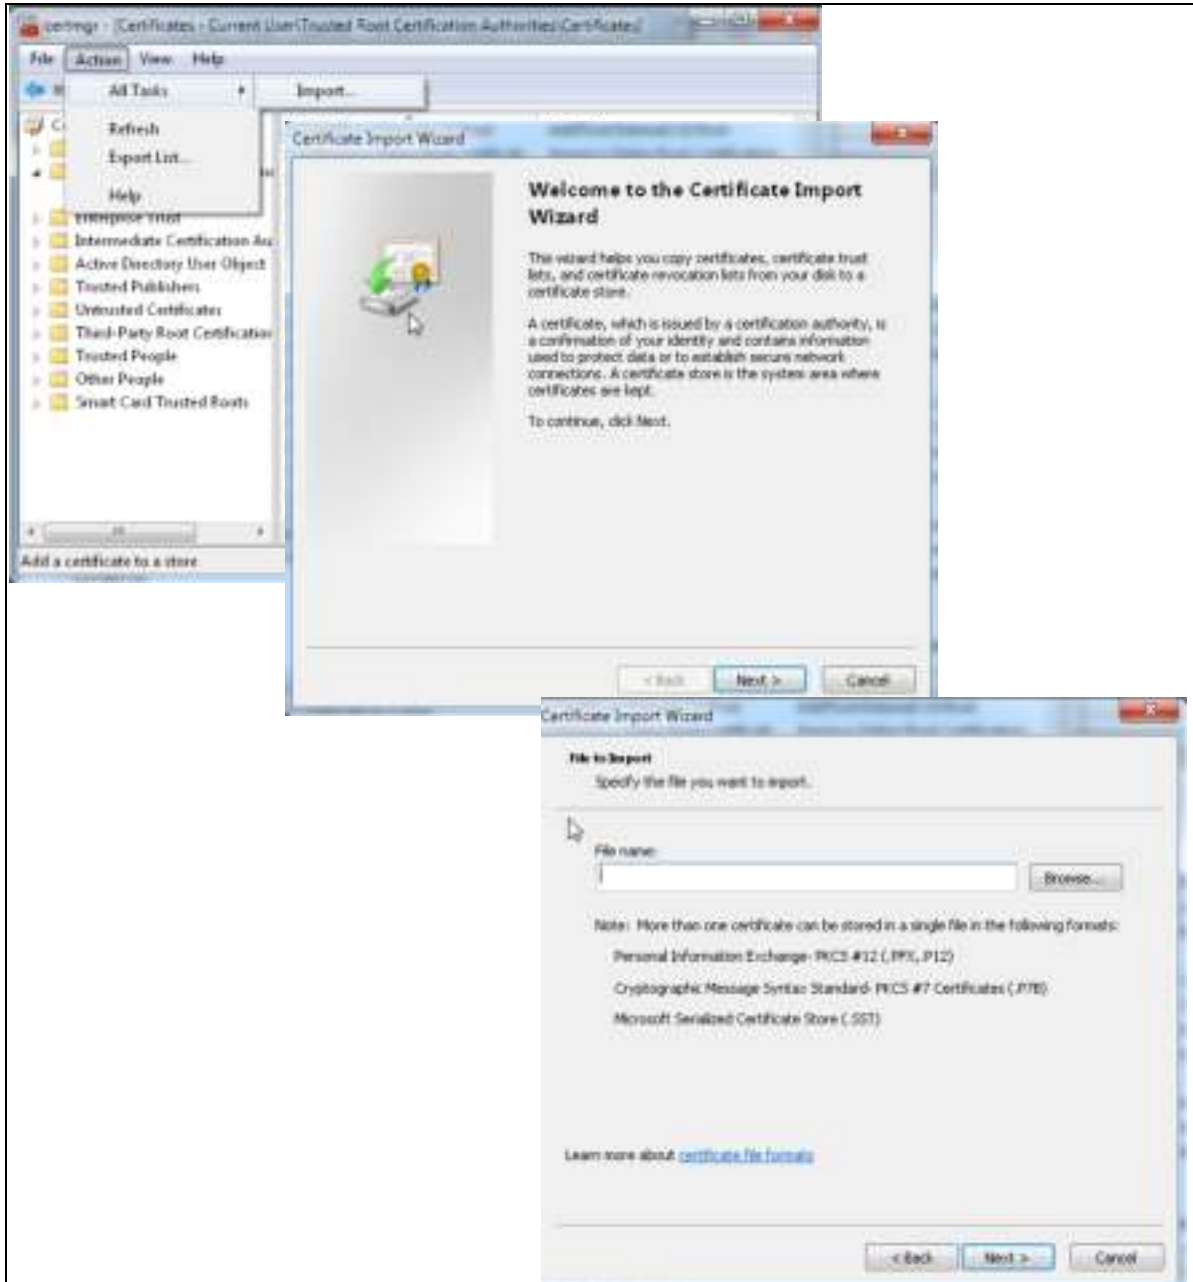 certmgr - [Certificates - Current User\Trusted Root Certification Authorities\Certificates]
File Action View Help
All Tasks
Import...
Refresh
Export List...
Help
Enterprise Trust
Intermediate Certification Au
Active Directory User Object
Trusted Publishers
Untrusted Certificates
Third-Party Root Certification
Trusted People
Other People
Smart Card Trusted Roots
Add a certificate to a store
Certificate Import Wizard
Welcome to the Certificate Import
Wizard
This wizard helps you copy certificates, certificate trust
lists, and certificate revocation lists from your disk to a
certificate store.
A certificate, which is issued by a certification authority, is
a confirmation of your identity and contains information
used to protect data or to establish secure network
connections. A certificate store is the system area where
certificates are kept.
To continue, click Next.
< Back Next > Cancel
Certificate Import Wizard
File to Import
Specify the file you want to import.
File name:
Browse...
Note: More than one certificate can be stored in a single file in the following formats:
Personal Information Exchange- PKCS #12 (.PFX,.P12)
Cryptographic Message Syntax Standard- PKCS #7 Certificates (.P7B)
Microsoft Serialized Certificate Store (.SST)
Learn more about certificate file formats
< Back Next > Cancel